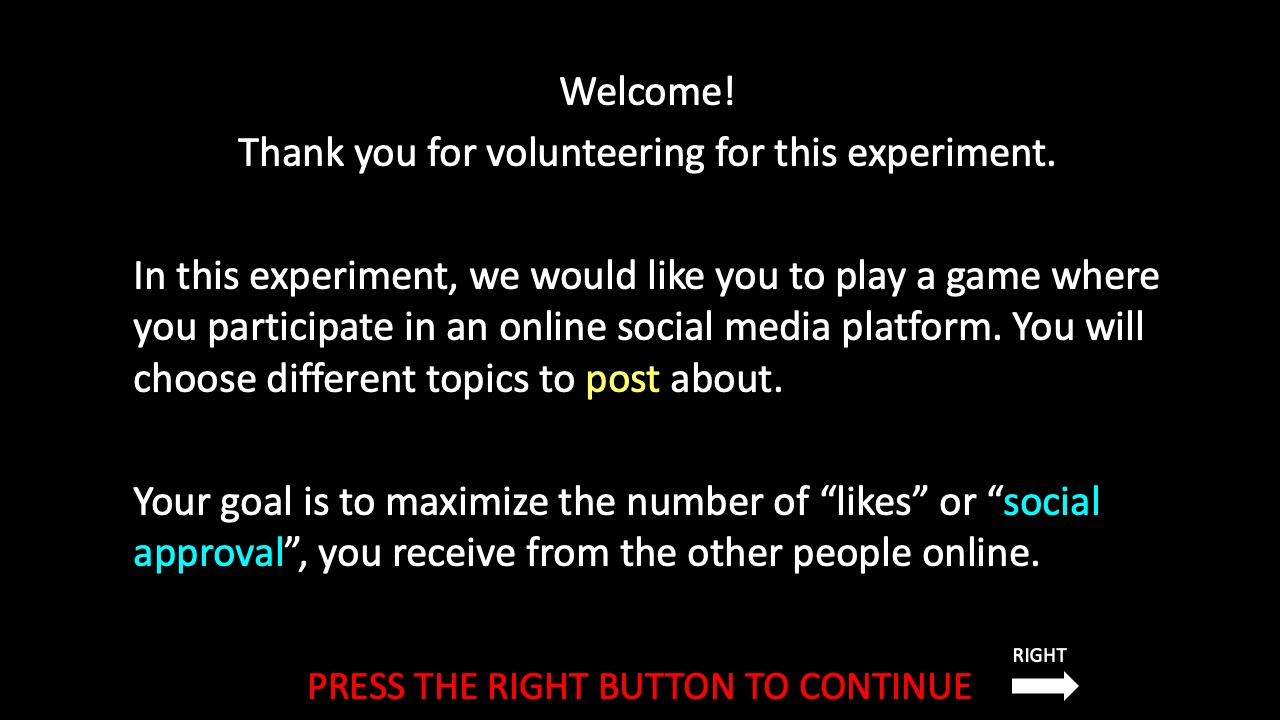 Welcome!
Thank you for volunteering for this experiment.
In this experiment, we would like you to play a game where
you participate in an online social media platform. You will
choose different topics to post about.
Your goal is to maximize the number of “likes” or “social
approval”, you receive from the other people online.
RIGHT
PRESS THE RIGHT BUTTON TO CONTINUE